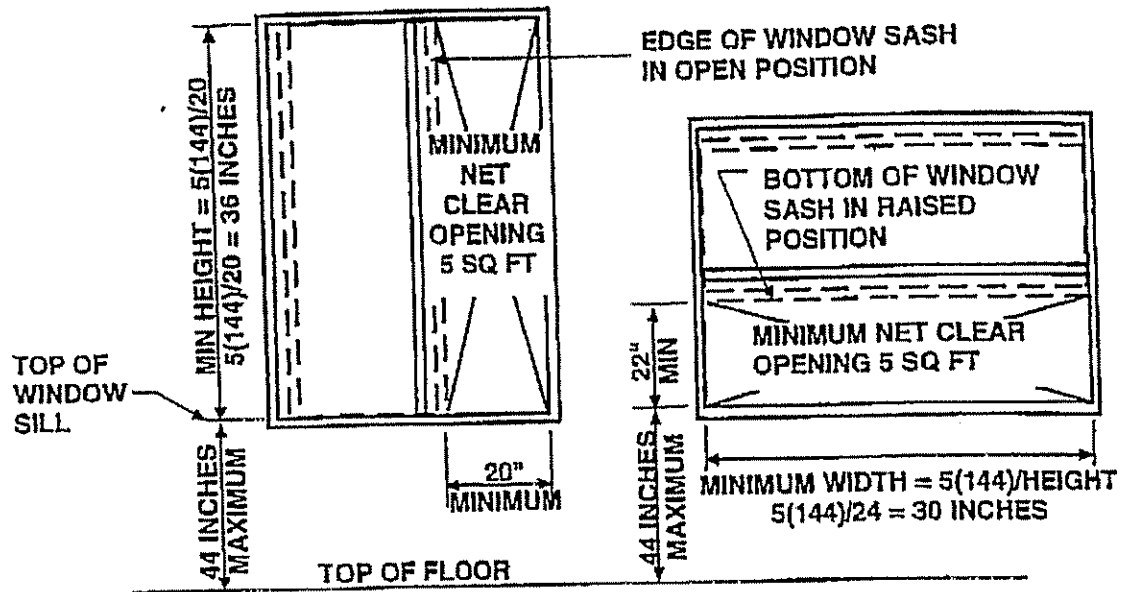 EDGE OF WINDOW SASH
IN OPEN POSITION
MIN HEIGHT = 5(144)/20
5(144)/20 = 36 INCHES
MINIMUM
NET
CLEAR
OPENING
5 SQ FT
TOP OF
WINDOW
SILL
44 INCHES
MAXIMUM
20"
MINIMUM
BOTTOM OF WINDOW
SASH IN RAISED
POSITION
22"
MIN
MINIMUM NET CLEAR
OPENING 5 SQ FT
44 INCHES
MAXIMUM
MINIMUM WIDTH = 5(144)/HEIGHT
5(144)/24 = 30 INCHES
TOP OF FLOOR